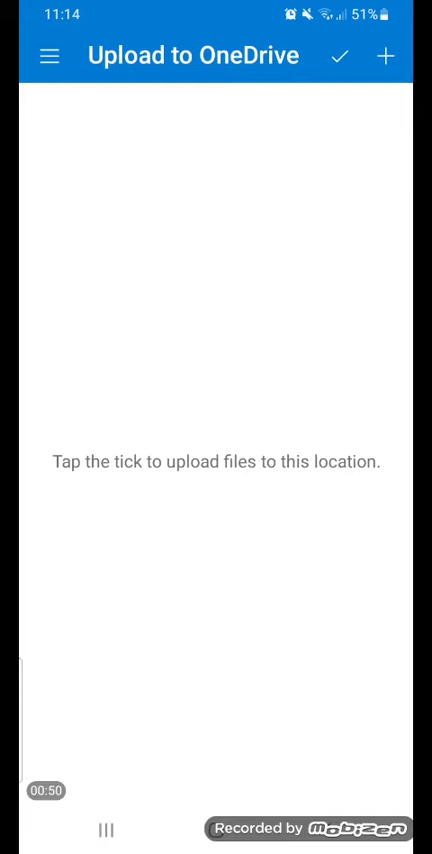 11:14
51%
Upload to OneDrive
Tap the tick to upload files to this location.
00:50
Recorded by mobizen